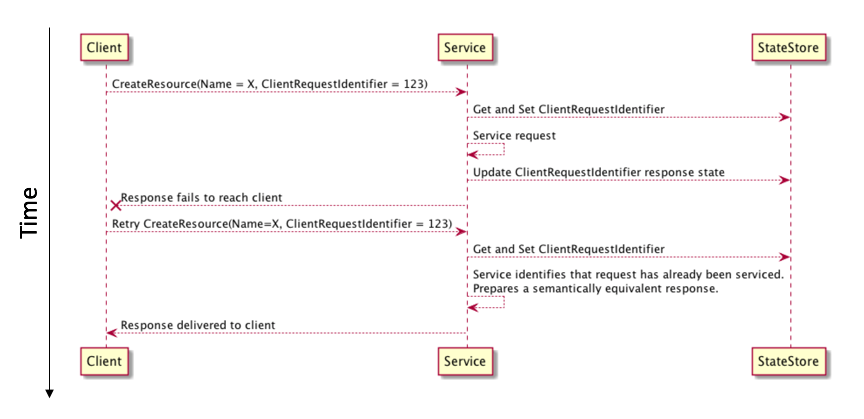 Client
Service
StateStore
CreateResource(Name = X, ClientRequestIdentifier = 123)
Get and Set ClientRequestIdentifier
Service request
Update ClientRequestIdentifier response state
Response fails to reach client
Retry CreateResource(Name=X, ClientRequestIdentifier = 123)
Get and Set ClientRequestIdentifier
Service identifies that request has already been serviced.
Prepares a semantically equivalent response.
Response delivered to client
Client
Service
StateStore
Time